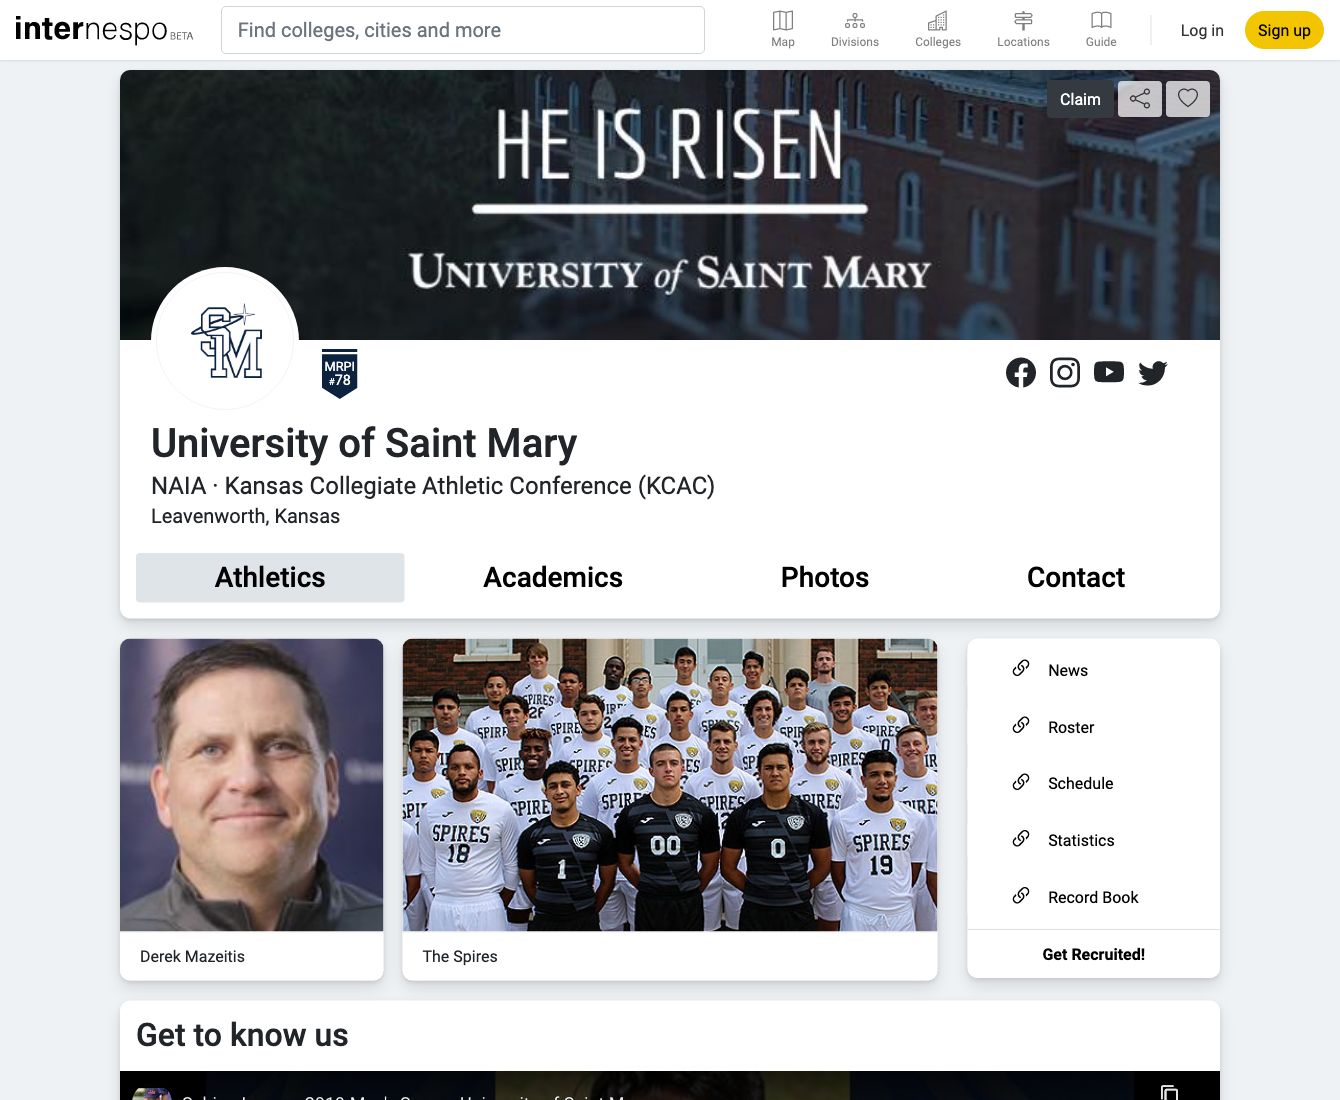 internespo BETA
Find colleges, cities and more
Map
Divisions
Colleges
Locations
Guide
Log in
Sign up
Claim
HE IS RISEN
UNIVERSITY of SAINT MARY
SM
MRPI
#78
University of Saint Mary
NAIA · Kansas Collegiate Athletic Conference (KCAC)
Leavenworth, Kansas
Athletics
Academics
Photos
Contact
SPIRES
18
1
00
0
SPIRES
19
Derek Mazeitis
The Spires
News
Roster
Schedule
Statistics
Record Book
Get Recruited!
Get to know us